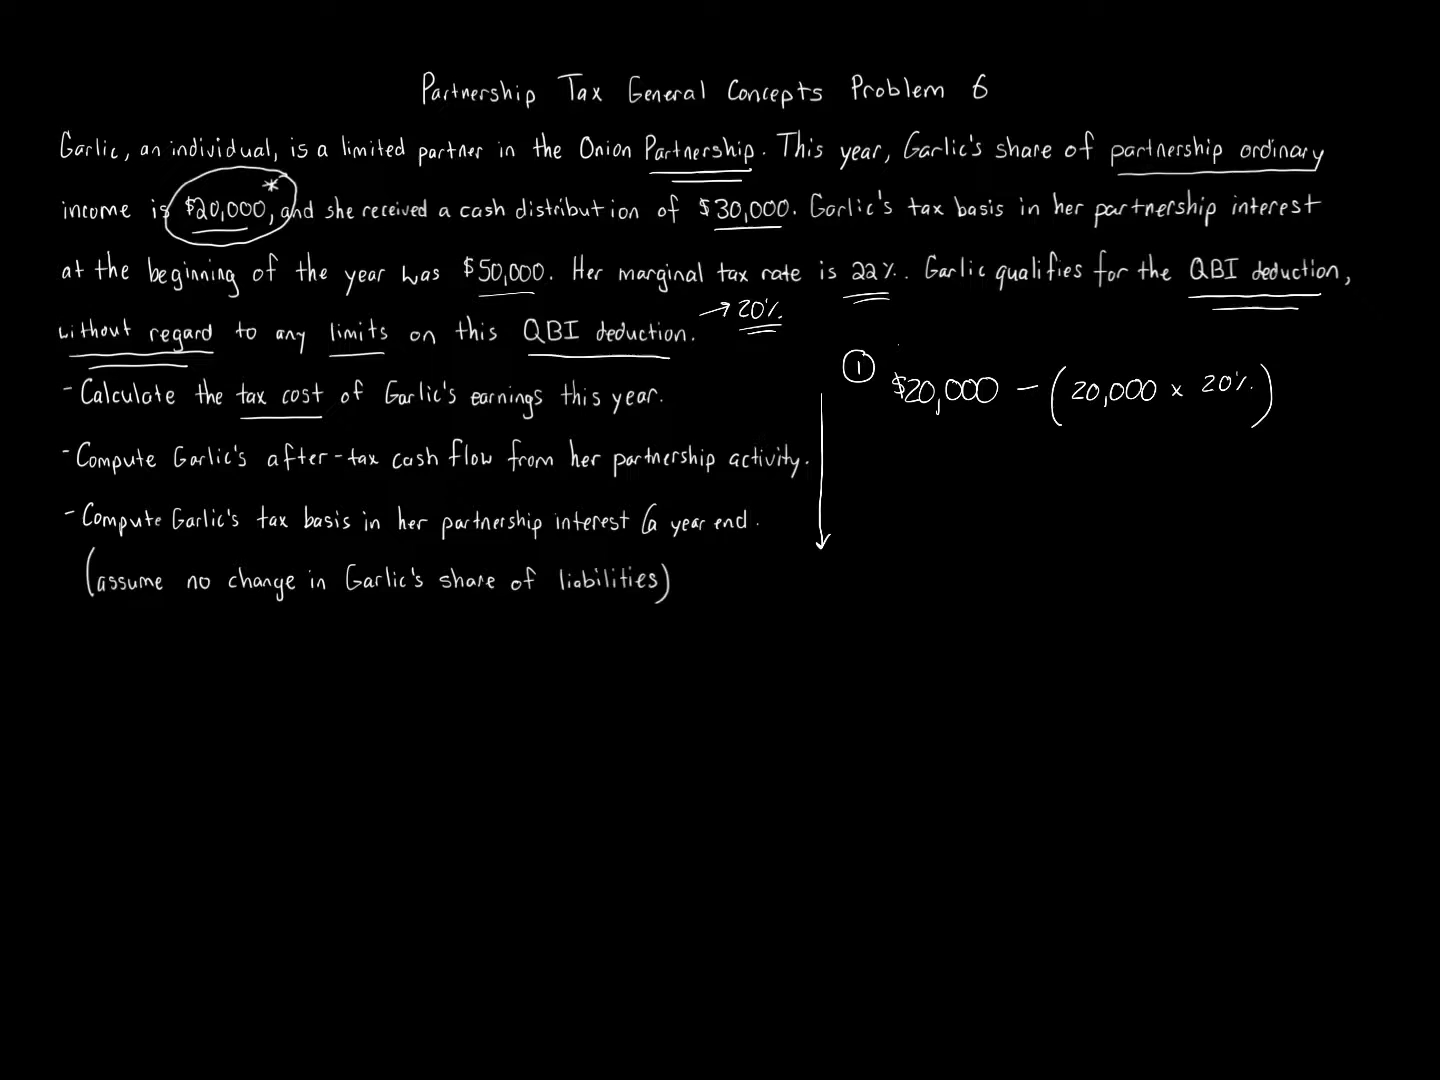 Partnership Tax General Concepts Problem 6
Garlic, an individual, is a limited partner in the Onion Partnership. This year, Garlic's share of partnership ordinary
income is $20,000,* and she received a cash distribution of $30,000. Garlic's tax basis in her partnership interest
at the beginning of the year was $50,000. Her marginal tax rate is 22%. Garlic qualifies for the QBI deduction,
without regard to any limits on this QBI deduction. → 20%
- Calculate the tax cost of Garlic's earnings this year.
- Compute Garlic's after-tax cash flow from her partnership activity.
- Compute Garlic's tax basis in her partnership interest @ year end.
(assume no change in Garlic's share of liabilities)
① $20,000 - (20,000 x 20%)